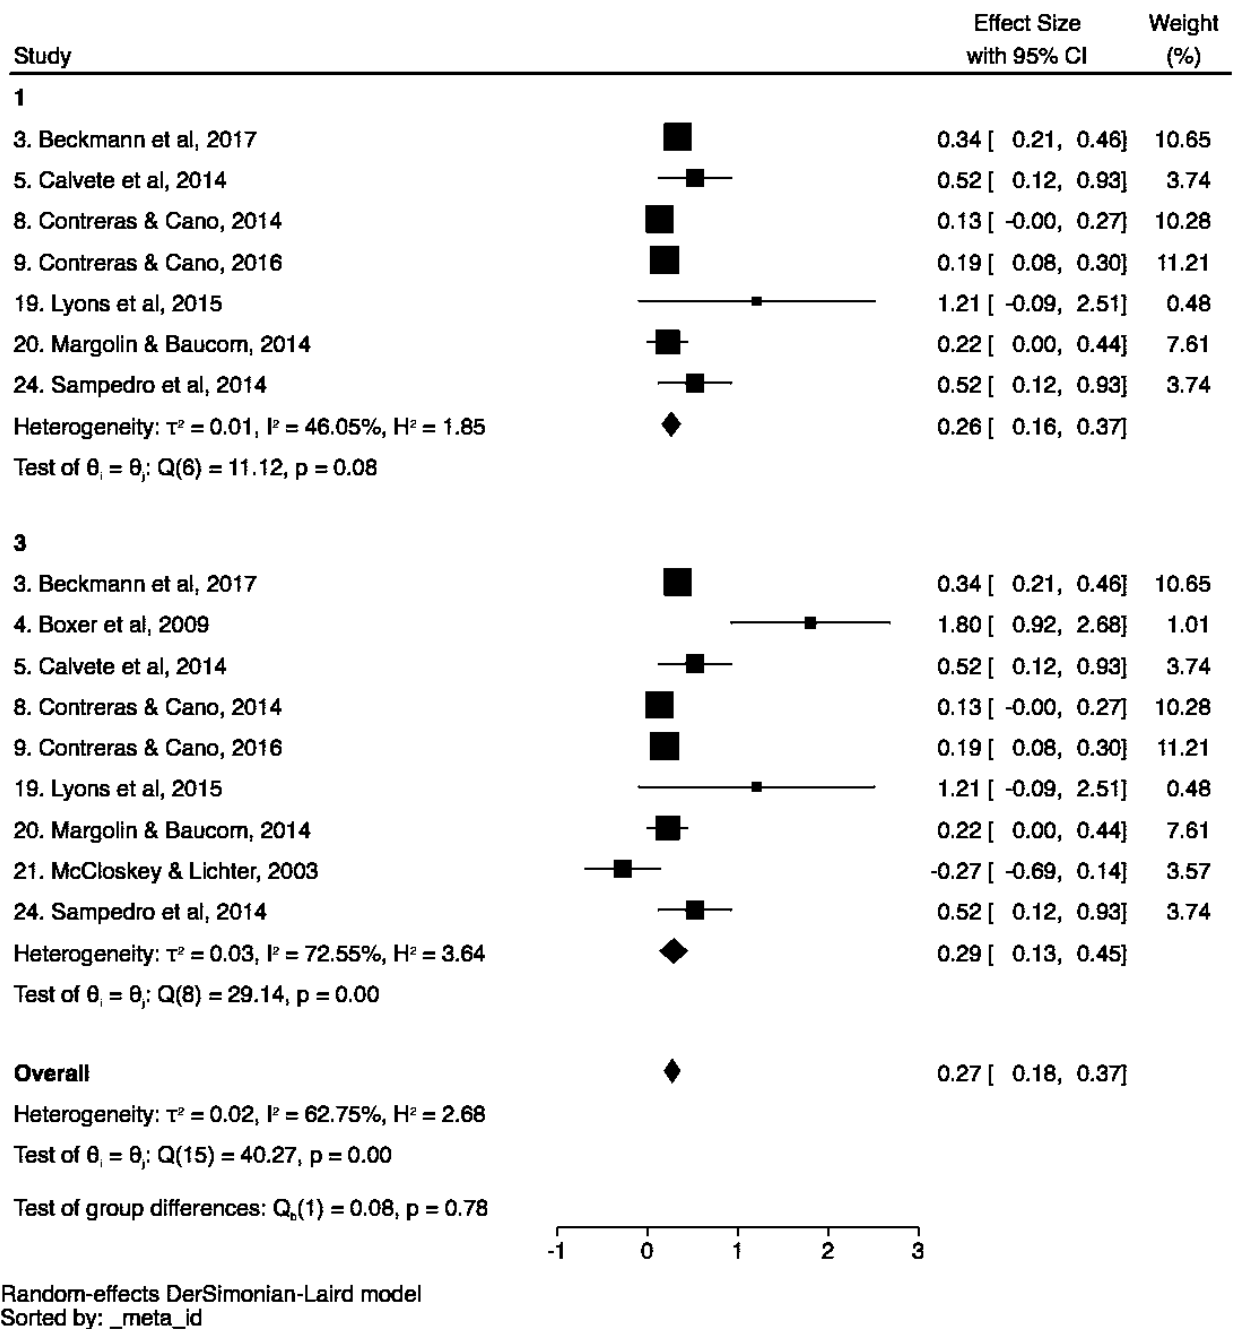 Effect Size Weight
Study with 95% CI (%)
1
3. Beckmann et al, 2017 0.34 [ 0.21, 0.46] 10.65
5. Calvete et al, 2014 0.52 [ 0.12, 0.93] 3.74
8. Contreras & Cano, 2014 0.13 [ -0.00, 0.27] 10.28
9. Contreras & Cano, 2016 0.19 [ 0.08, 0.30] 11.21
19. Lyons et al, 2015 1.21 [ -0.09, 2.51] 0.48
20. Margolin & Baucom, 2014 0.22 [ 0.00, 0.44] 7.61
24. Sampedro et al, 2014 0.52 [ 0.12, 0.93] 3.74
Heterogeneity: τ² = 0.01, I² = 46.05%, H² = 1.85 0.26 [ 0.16, 0.37]
Test of θᵢ = θⱼ: Q(6) = 11.12, p = 0.08
3
3. Beckmann et al, 2017 0.34 [ 0.21, 0.46] 10.65
4. Boxer et al, 2009 1.80 [ 0.92, 2.68] 1.01
5. Calvete et al, 2014 0.52 [ 0.12, 0.93] 3.74
8. Contreras & Cano, 2014 0.13 [ -0.00, 0.27] 10.28
9. Contreras & Cano, 2016 0.19 [ 0.08, 0.30] 11.21
19. Lyons et al, 2015 1.21 [ -0.09, 2.51] 0.48
20. Margolin & Baucom, 2014 0.22 [ 0.00, 0.44] 7.61
21. McCloskey & Lichter, 2003 -0.27 [ -0.69, 0.14] 3.57
24. Sampedro et al, 2014 0.52 [ 0.12, 0.93] 3.74
Heterogeneity: τ² = 0.03, I² = 72.55%, H² = 3.64 0.29 [ 0.13, 0.45]
Test of θᵢ = θⱼ: Q(8) = 29.14, p = 0.00
Overall 0.27 [ 0.18, 0.37]
Heterogeneity: τ² = 0.02, I² = 62.75%, H² = 2.68
Test of θᵢ = θⱼ: Q(15) = 40.27, p = 0.00
Test of group differences: Q_b(1) = 0.08, p = 0.78
-1 0 1 2 3
Random-effects DerSimonian-Laird model
Sorted by: _meta_id